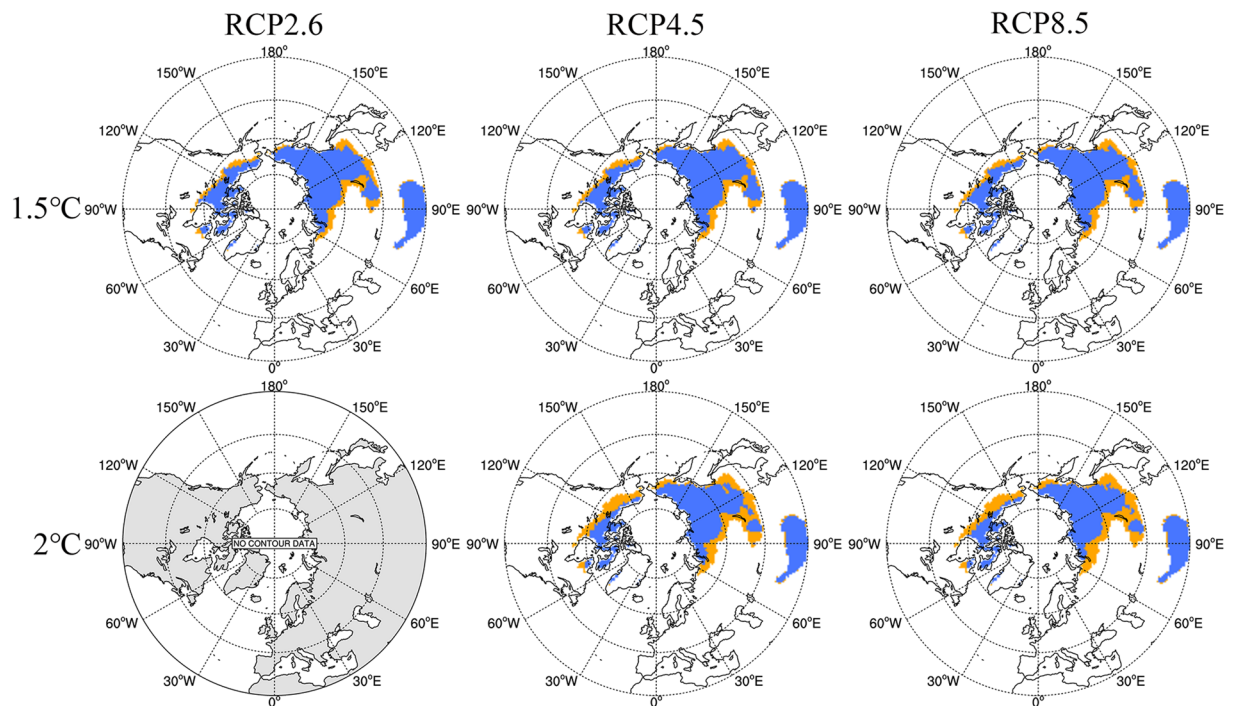 RCP2.6 RCP4.5 RCP8.5
180° 180° 180°
150°W 150°E 150°W 150°E 150°W 150°E
120°W 120°E 120°W 120°E 120°W 120°E
1.5℃ 90°W 90°E 90°W 90°E 90°W 90°E
60°W 60°E 60°W 60°E 60°W 60°E
30°W 30°E 30°W 30°E 30°W 30°E
0° 0° 0°
180° 180° 180°
150°W 150°E 150°W 150°E 150°W 150°E
120°W 120°E 120°W 120°E 120°W 120°E
2℃ 90°W NO CONTOUR DATA 90°E 90°W 90°E 90°W 90°E
60°W 60°E 60°W 60°E 60°W 60°E
30°W 30°E 30°W 30°E 30°W 30°E
0° 0° 0°